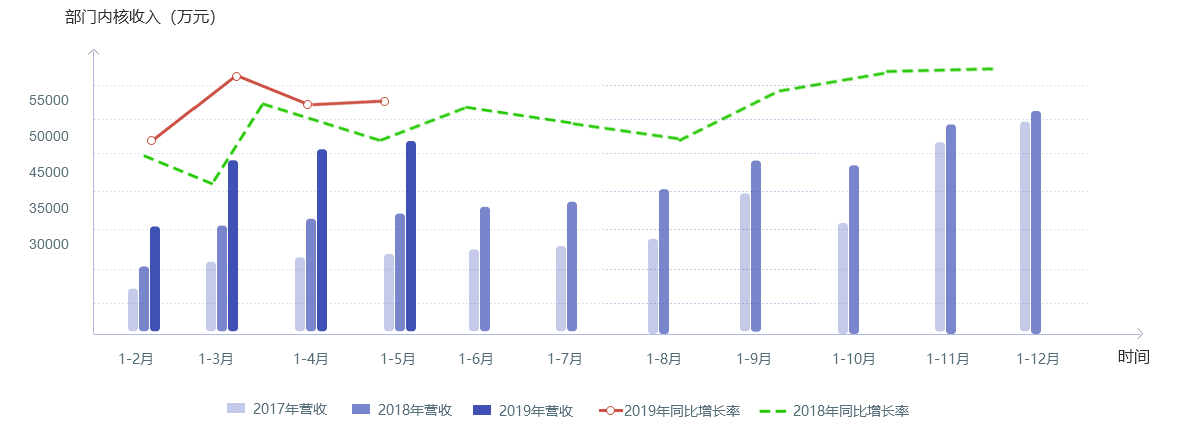 部门内核收入（万元）
55000
50000
45000
35000
30000
1-2月 1-3月 1-4月 1-5月 1-6月 1-7月 1-8月 1-9月 1-10月 1-11月 1-12月 时间
2017年营收 2018年营收 2019年营收 2019年同比增长率 2018年同比增长率